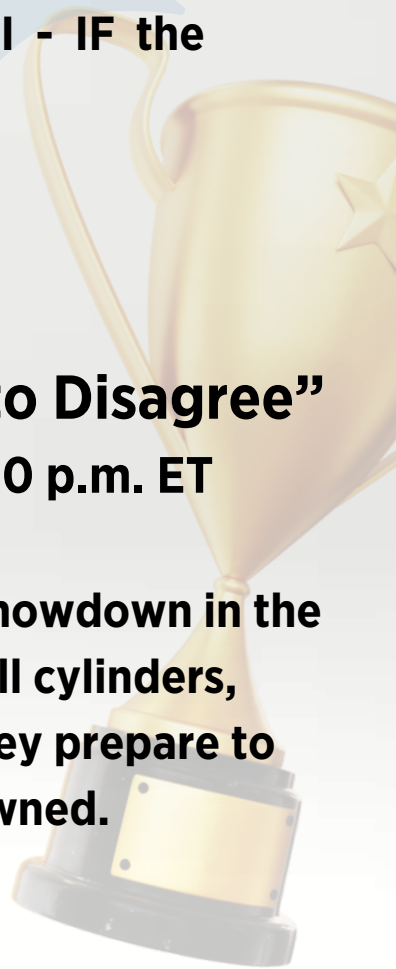 l - IF the
to Disagree”
0 p.m. ET
howdown in the
ll cylinders,
ey prepare to
wned.